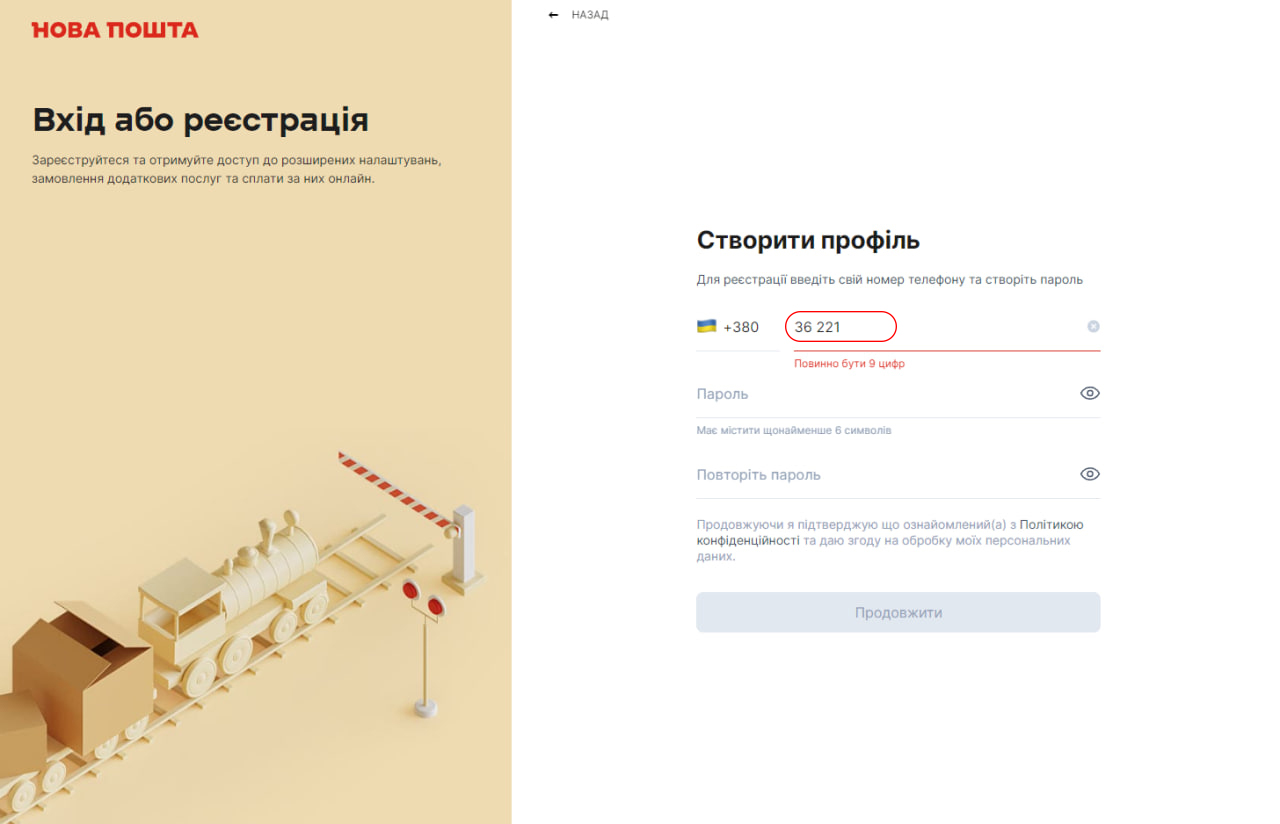 НОВА ПОШТА
Вхід або реєстрація
Зареєструйтеся та отримуйте доступ до розширених налаштувань,
замовлення додаткових послуг та сплати за них онлайн.
НАЗАД
Створити профіль
Для реєстрації введіть свій номер телефону та створіть пароль
+380 36 221
Повинно бути 9 цифр
Пароль
Має містити щонайменше 6 символів
Повторіть пароль
Продовжуючи я підтверджую що ознайомлений(а) з Політикою
конфіденційності та даю згоду на обробку моїх персональних
даних.
Продовжити